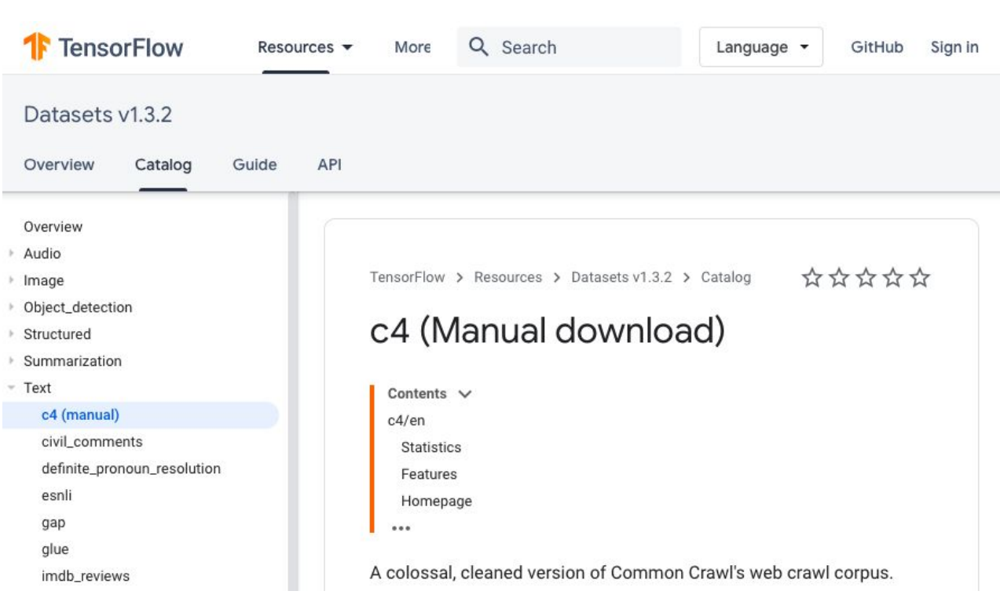 TensorFlow Resources More Search Language GitHub Sign in
Datasets v1.3.2
Overview Catalog Guide API
Overview
Audio
Image
Object_detection
Structured
Summarization
Text
c4 (manual)
civil_comments
definite_pronoun_resolution
esnli
gap
glue
imdb_reviews
TensorFlow > Resources > Datasets v1.3.2 > Catalog
c4 (Manual download)
Contents
c4/en
Statistics
Features
Homepage
•••
A colossal, cleaned version of Common Crawl's web crawl corpus.